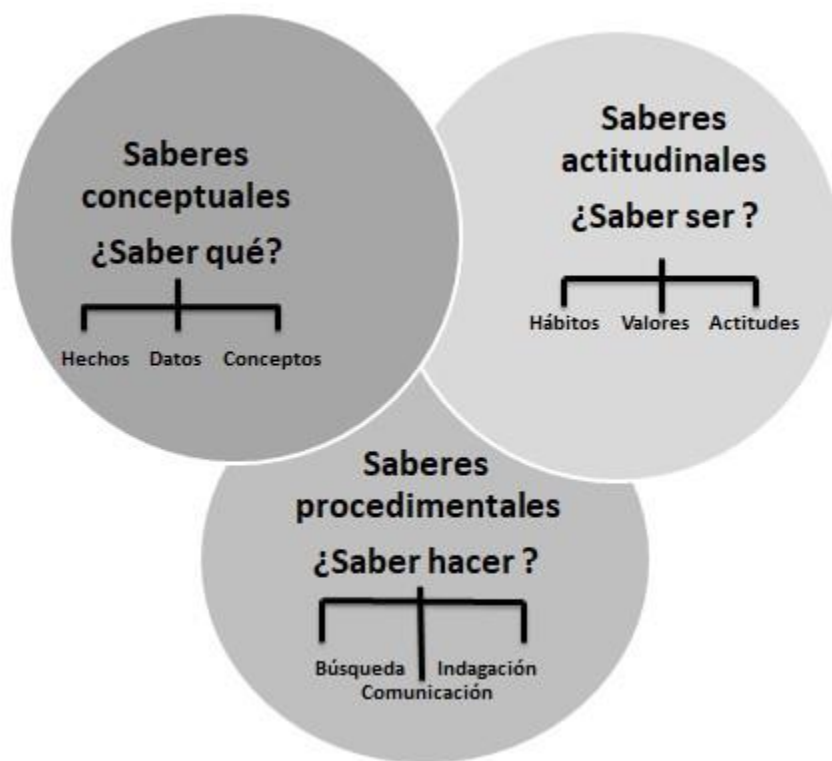 Saberes
conceptuales
¿Saber qué?
Hechos Datos Conceptos
Saberes
actitudinales
¿Saber ser ?
Hábitos Valores Actitudes
Saberes
procedimentales
¿Saber hacer ?
Búsqueda Indagación
Comunicación